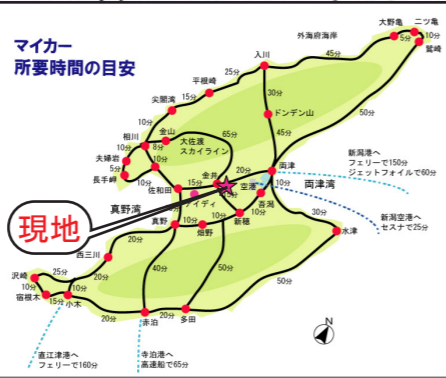 マイカー
所要時間の目安
大野亀
二ツ亀
5分
10分
鷲崎
外海府海岸
45分
入川
25分
平根崎
50分
尖閣湾
30分
ドンデン山
10分
相川
金山
8分
大佐渡
スカイライン
65分
45分
10分
夫婦岩
5分
長手岬
10分
佐和田
15分
金井
20分
両津
空港
両津湾
新潟港へ
フェリーで150分
ジェットフォイルで60分
10分
吾潟
10分
新穂
新潟空港へ
セスナで25分
真野湾
アイディ
現地
真野
10分
畑野
10分
30分
水津
西三川
20分
40分
50分
50分
沢崎
25分
20分
10分
宿根木
15分
10分
小木
20分
赤泊
20分
多田
直江津港へ
フェリーで160分
寺泊港へ
高速船で65分
N